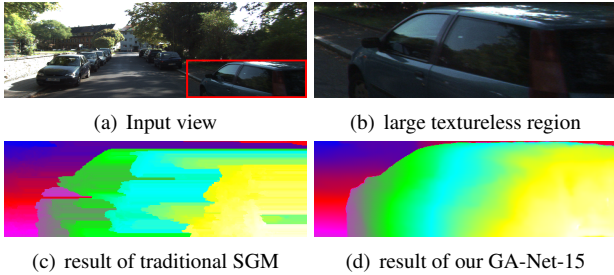 (a) Input view
(b) large textureless region
(c) result of traditional SGM
(d) result of our GA-Net-15